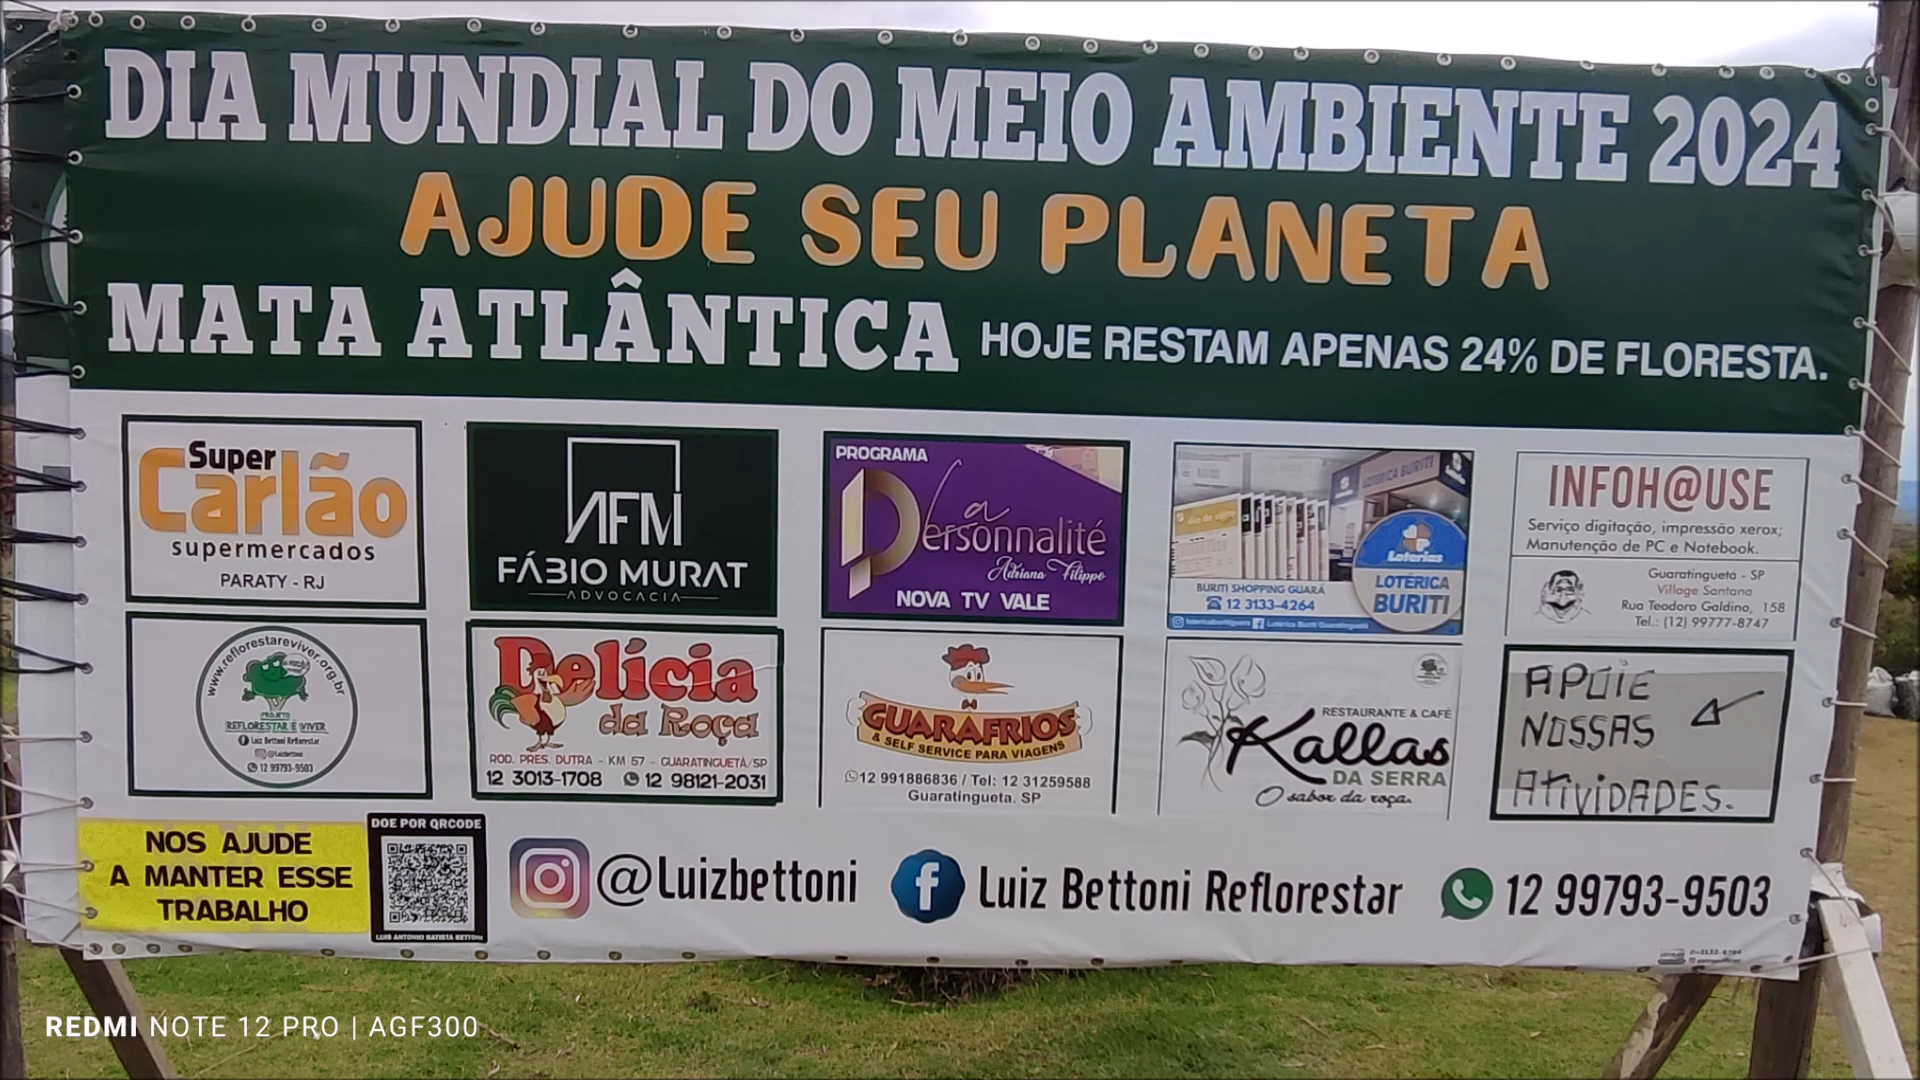 DIA MUNDIAL DO MEIO AMBIENTE 2024
AJUDE SEU PLANETA
MATA ATLÂNTICA HOJE RESTAM APENAS 24% DE FLORESTA.
Super
Carlão
supermercados
PARATY - RJ
AFM
FÁBIO MURAT
ADVOCACIA
PROGRAMA
la
Personnalité
Adriana Filippo
NOVA TV VALE
LOTÉRICA BURITI
Loterias
LOTÉRICA
BURITI
BURITI SHOPPING GUARÁ
12 3133-4264
INFOH@USE
Serviço digitação, impressão xerox;
Manutenção de PC e Notebook.
Guaratinguetá - SP
Village Santana
Rua Teodoro Galdino, 158
Tel.: (12) 99777-8747
www.reflorestareviver.org.br
PROJETO
REFLORESTAR É VIVER
Luiz Bettoni Reflorestar
@Luizbettoni
12 99793-9503
Delícia
da Roça
ROD. PRES. DUTRA - KM 57 - GUARATINGUETÁ/SP
12 3013-1708 12 98121-2031
GUARAFRIOS
& SELF SERVICE PARA VIAGENS
12 991886836 / Tel: 12 31259588
Guaratingueta. SP
RESTAURANTE & CAFÉ
Kallas
DA SERRA
O sabor da roça.
APOIE
NOSSAS
ATIVIDADES.
NOS AJUDE
A MANTER ESSE
TRABALHO
DOE POR QRCODE
LUIS ANTONIO BATISTA BETTONI
@Luizbettoni
Luiz Bettoni Reflorestar
12 99793-9503
REDMI NOTE 12 PRO | AGF300